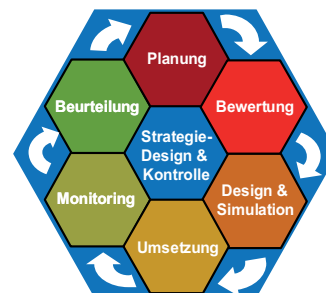 Planung
Beurteilung
Bewertung
Strategie-
Design &
Kontrolle
Monitoring
Design &
Simulation
Umsetzung